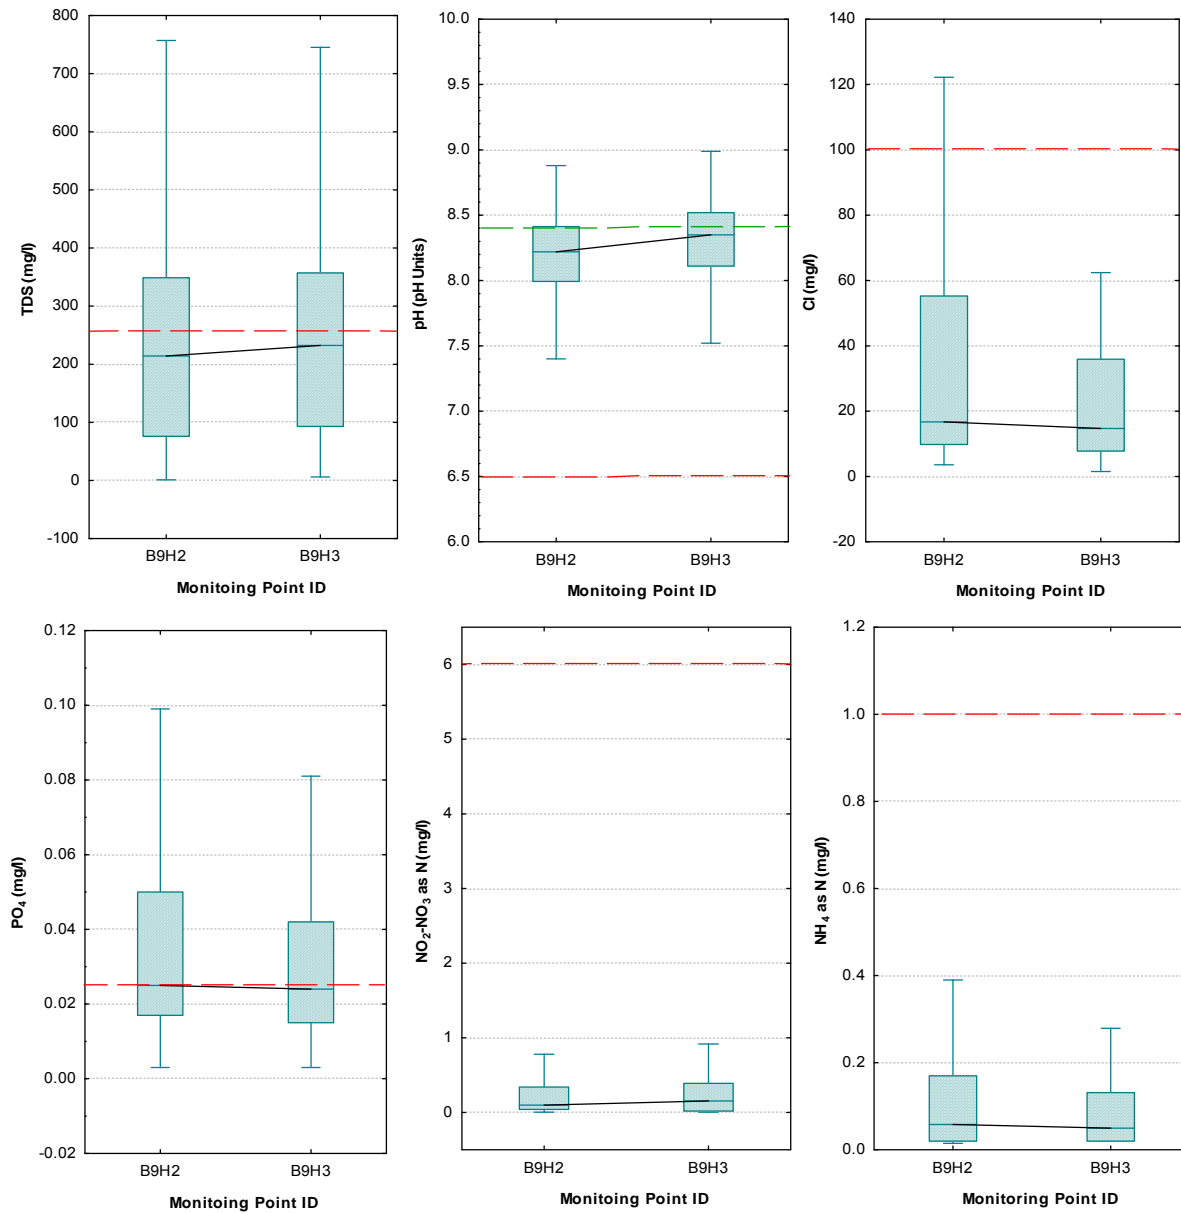 800
700
600
500
400
300
200
100
0
-100
TDS (mg/l)
B9H2 B9H3
Monitoing Point ID
10.0
9.5
9.0
8.5
8.0
7.5
7.0
6.5
6.0
pH (pH Units)
B9H2 B9H3
Monitoing Point ID
140
120
100
80
60
40
20
0
-20
Cl (mg/l)
B9H2 B9H3
Monitoing Point ID
0.12
0.10
0.08
0.06
0.04
0.02
0.00
-0.02
PO4 (mg/l)
B9H2 B9H3
Monitoing Point ID
6
5
4
3
2
1
0
NO2-NO3 as N (mg/l)
B9H2 B9H3
Monitoing Point ID
1.2
1.0
0.8
0.6
0.4
0.2
0.0
NH4 as N (mg/l)
B9H2 B9H3
Monitoring Point ID